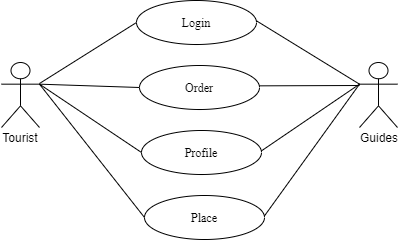 Login
Order
Tourist
Guides
Profile
Place